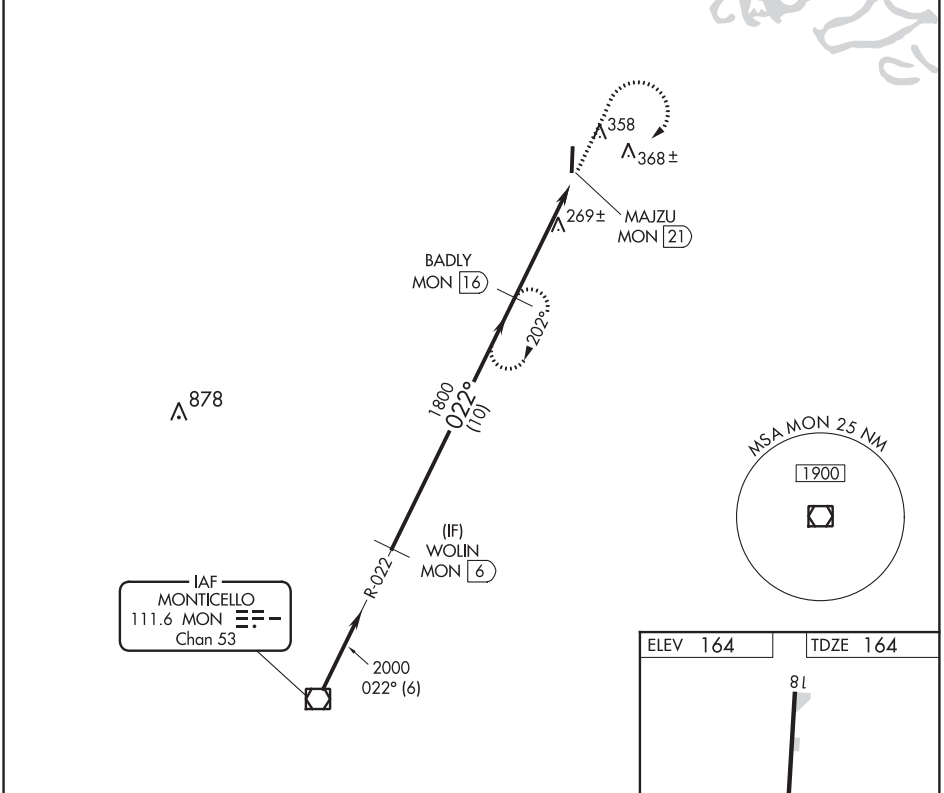 358
368±
269±
MAJZU
MON 21
BADLY
MON 16
202°
1800
022°
(10)
878
MSA MON 25 NM
1900
(IF)
WOLIN
MON 6
R-022
IAF
MONTICELLO
111.6 MON
Chan 53
2000
022° (6)
ELEV 164
TDZE 164
18